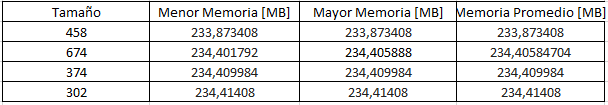 Tamaño Menor Memoria [MB] Mayor Memoria [MB] Memoria Promedio [MB]
458 233,873408 233,873408 233,873408
674 234,401792 234,405888 234,40584704
374 234,409984 234,409984 234,409984
302 234,41408 234,41408 234,41408